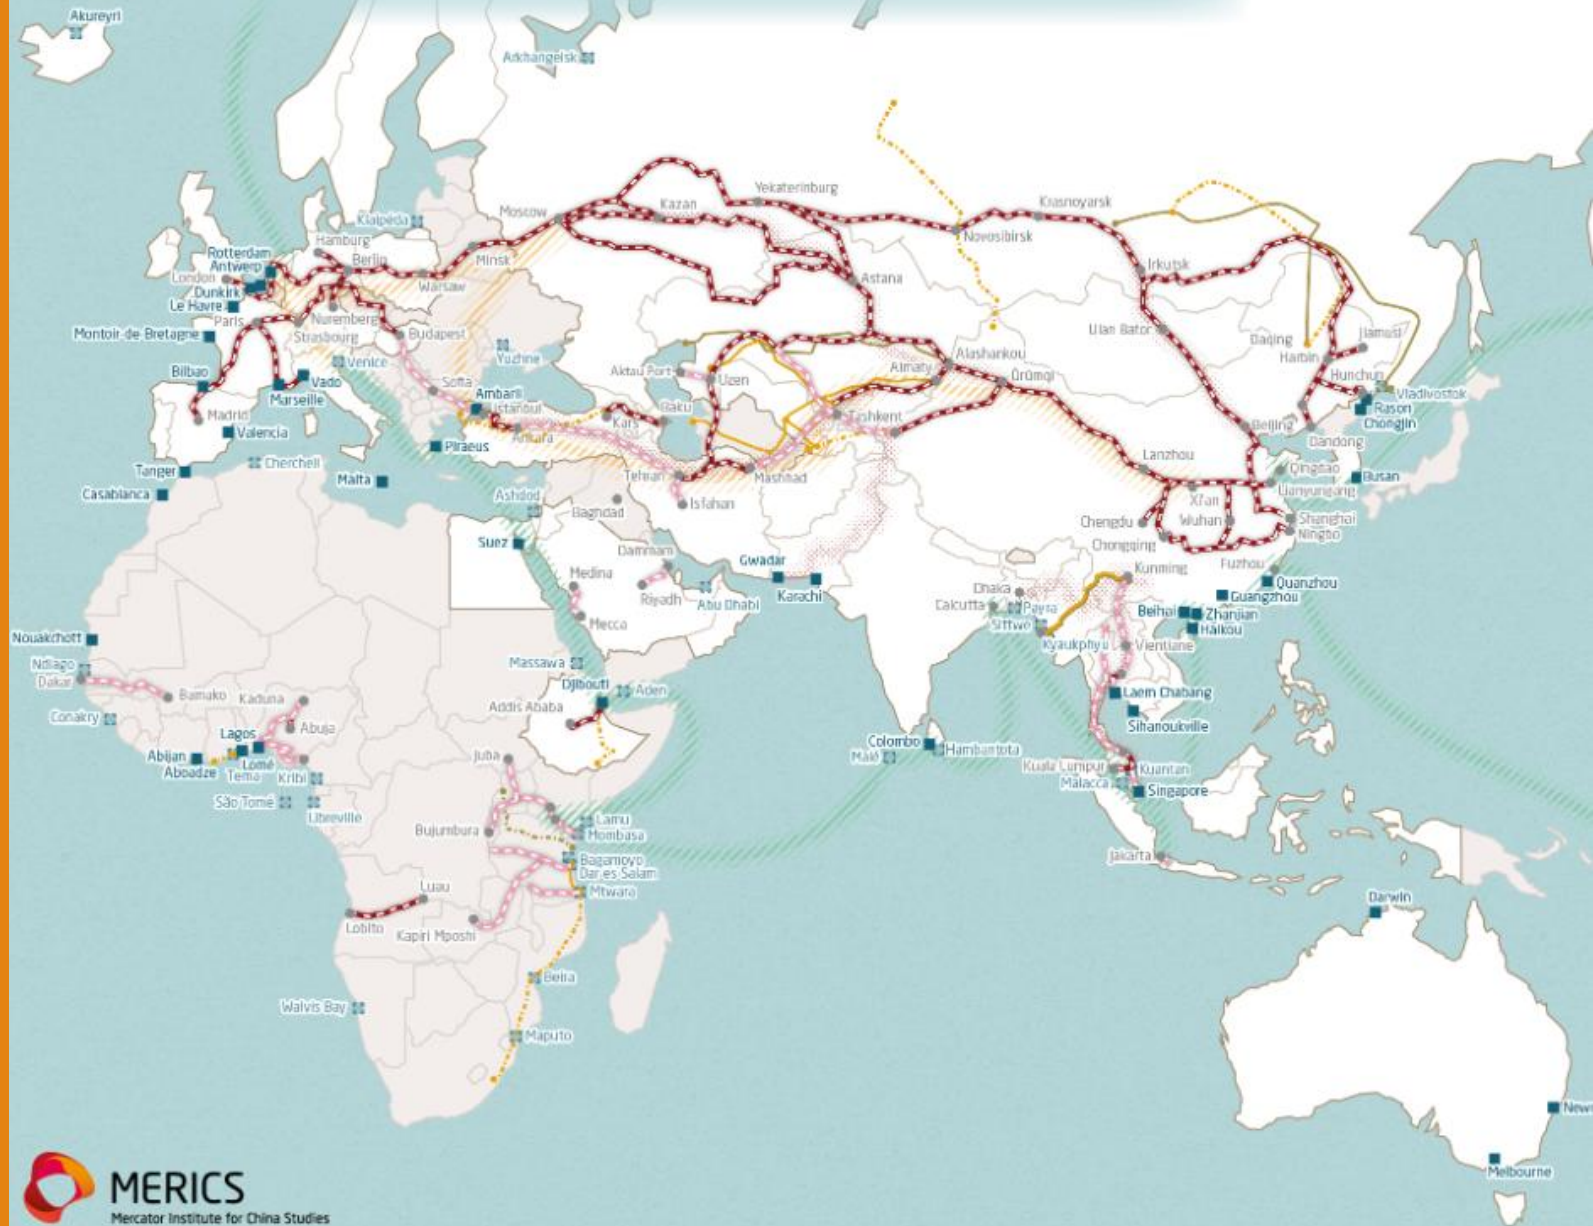 Akureyri
Arkhangelsk
Klaipėda
Moscow
Kazan
Yekaterinburg
Krasnoyarsk
Novosibirsk
Hamburg
Rotterdam
Antwerp
London
Berlin
Minsk
Warsaw
Dunkirk
Le Havre
Paris
Nuremberg
Strasbourg
Budapest
Montoir-de-Bretagne
Venice
Yuzhne
Astana
Irkutsk
Ulan Bator
Daqing
Jiamusi
Harbin
Hunchun
Vladivostok
Rason
Chongjin
Bilbao
Vado
Marseille
Madrid
Valencia
Sofia
Ambarli
Istanbul
Ankara
Kars
Baku
Aktau Port
Uzen
Alashankou
Almaty
Ürümqi
Tashkent
Beijing
Dandong
Piraeus
Tanger
Casablanca
Cherchell
Malta
Tehran
Isfahan
Mashhad
Lanzhou
Qingdao
Lianyungang
Busan
Xi'an
Ashdod
Baghdad
Suez
Chengdu
Wuhan
Shanghai
Ningbo
Chongqing
Fuzhou
Dammam
Medina
Riyadh
Abu Dhabi
Mecca
Gwadar
Karachi
Dhaka
Calcutta
Payra
Sittwe
Kyaukphyu
Kunming
Quanzhou
Guangzhou
Beihai
Zhanjian
Haikou
Vientiane
Nouakchott
Ndiago
Dakar
Bamako
Kaduna
Abuja
Conakry
Lagos
Abijan
Aboadze
Lomé
Tema
Kribi
São Tomé
Libreville
Massawa
Djibouti
Aden
Addis Ababa
Juba
Laem Chabang
Sihanoukville
Colombo
Malé
Hambantota
Kuala Lumpur
Kuantan
Malacca
Singapore
Jakarta
Bujumbura
Lamu
Mombasa
Bagamoyo
Dar es Salam
Mtwara
Luau
Lobito
Kapiri Mposhi
Beira
Walvis Bay
Maputo
Darwin
New
Melbourne
MERICS
Mercator Institute for China Studies